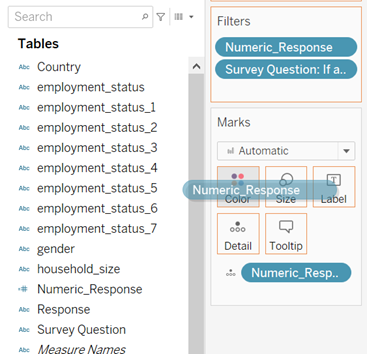 Search
Tables
Abc Country
Abc employment_status
Abc employment_status_1
Abc employment_status_2
Abc employment_status_3
Abc employment_status_4
Abc employment_status_5
Abc employment_status_6
Abc employment_status_7
Abc gender
Abc household_size
# Numeric_Response
Abc Response
Abc Survey Question
Abc Measure Names
Filters
Numeric_Response
Survey Question: If a..
Marks
Automatic
Numeric_Response
Color Size Label
T
Detail Tooltip
Numeric_Resp..